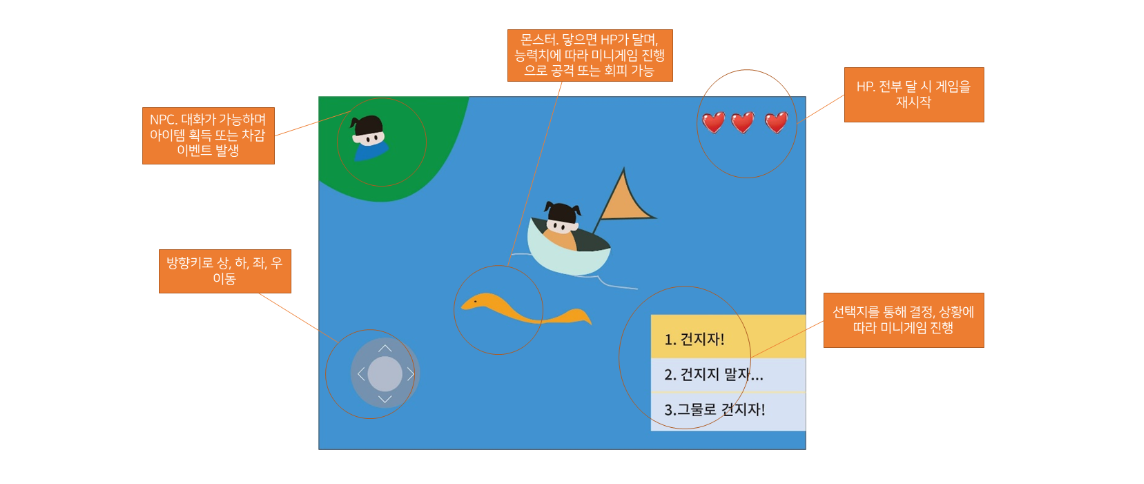 몬스터. 닿으면 HP가 달며,
능력치에 따라 미니게임 진행
으로 공격 또는 회피 가능
HP. 전부 달 시 게임을
재시작
NPC. 대화가 가능하며
아이템 획득 또는 차감
이벤트 발생
방향키로 상, 하, 좌, 우
이동
선택지를 통해 결정, 상황에
따라 미니게임 진행
1. 건지자!
2. 건지지 말자...
3.그물로 건지자!